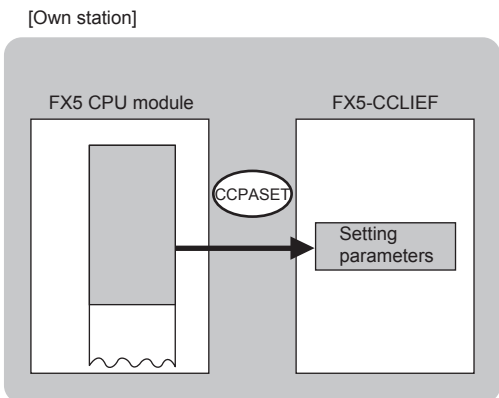 [Own station]
FX5 CPU module
FX5-CCLIEF
CCPASET
Setting
parameters